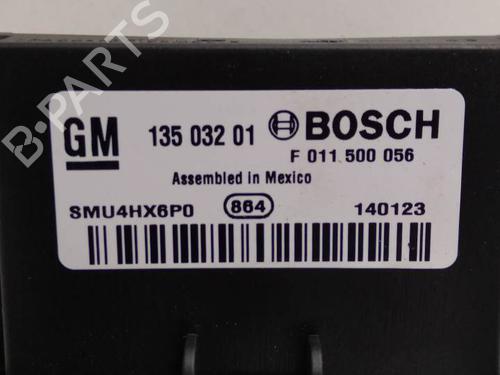 B-PARTS
GM 135 032 01 BOSCH
F 011 500 056
Assembled in Mexico
SMU4HX6P0 864 140123